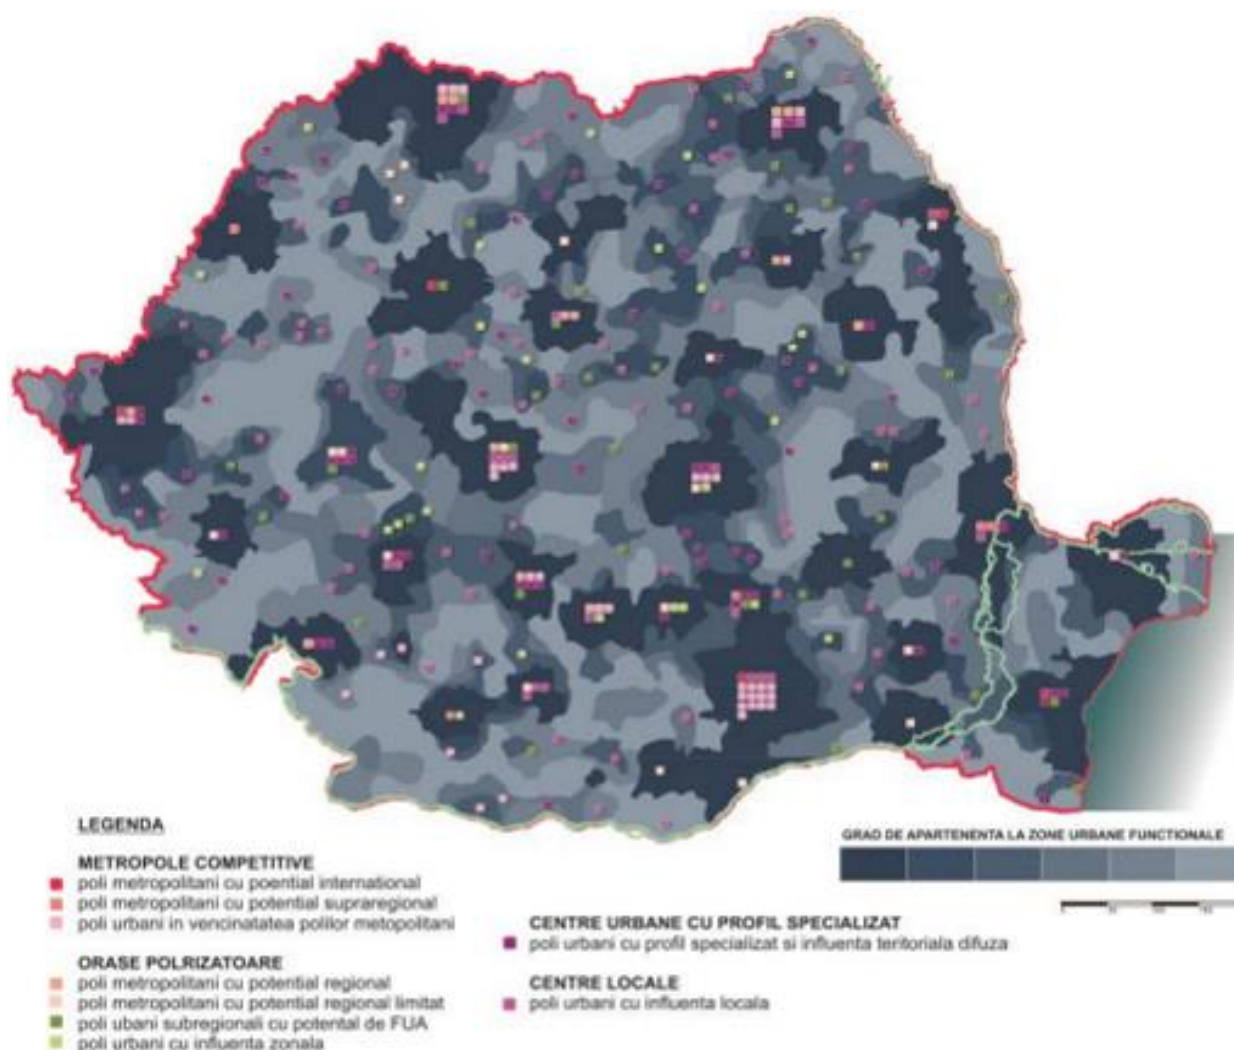 LEGENDA
METROPOLE COMPETITIVE
poli metropolitani cu poential international
poli metropolitani cu potential supraregional
poli urbani in vencinatatea polilor metopolitani
ORASE POLRIZATOARE
poli metropolitani cu potential regional
poli metropolitani cu potential regional limitat
poli ubani subregionali cu potental de FUA
poli urbani cu influenta zonala
CENTRE URBANE CU PROFIL SPECIALIZAT
poli urbani cu profil specializat si influenta teritoriala difuza
CENTRE LOCALE
poli urbani cu influenta locala
GRAD DE APARTENENTA LA ZONE URBANE FUNCTIONALE